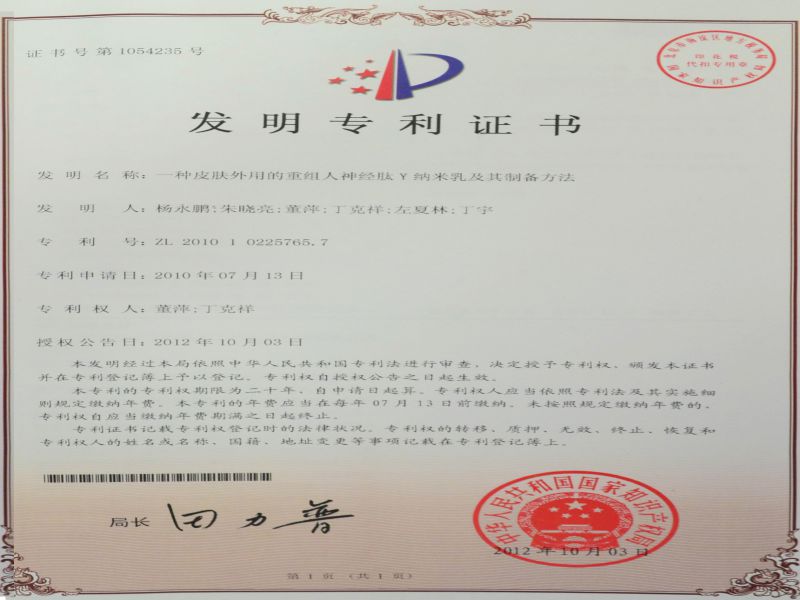 证书号第1054235号
印花税
代扣专用章
发明专利证书
发明名称：一种皮肤外用的重组人神经肽Y纳米乳及其制备方法
发明人：杨永鹏;朱晓亮;董萍;丁克祥;左夏林;丁宇
专利号：ZL 2010 1 0225765.7
专利申请日：2010年07月13日
专利权人：董萍;丁克祥
授权公告日：2012年10月03日
本发明经过本局依照中华人民共和国专利法进行审查，决定授予专利权，颁发本证书
并在专利登记簿上予以登记。专利权自授权公告之日起生效。
本专利的专利权期限为二十年，自申请日起算。专利权人应当依照专利法及其实施细
则规定缴纳年费。本专利的年费应当在每年07月13日前缴纳。未按照规定缴纳年费的，
专利权自应当缴纳年费期满之日起终止。
专利证书记载专利权登记时的法律状况。专利权的转移、质押、无效、终止、恢复和
专利权人的姓名或名称、国籍、地址变更等事项记载在专利登记簿上。
局长 田力普
中华人民共和国国家知识产权局
2012年10月03日
第1页（共1页）